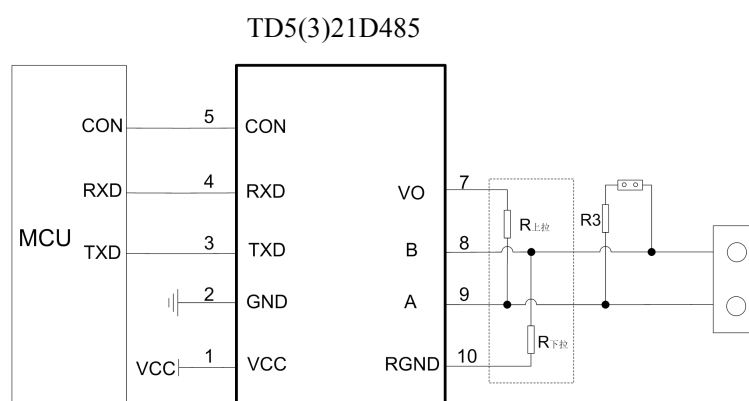 TD5(3)21D485
CON 5 CON
RXD 4 RXD 7
VO
R上拉 R3
MCU TXD 3 TXD B 8
2 GND A 9
R下拉
VCC 1 VCC RGND 10